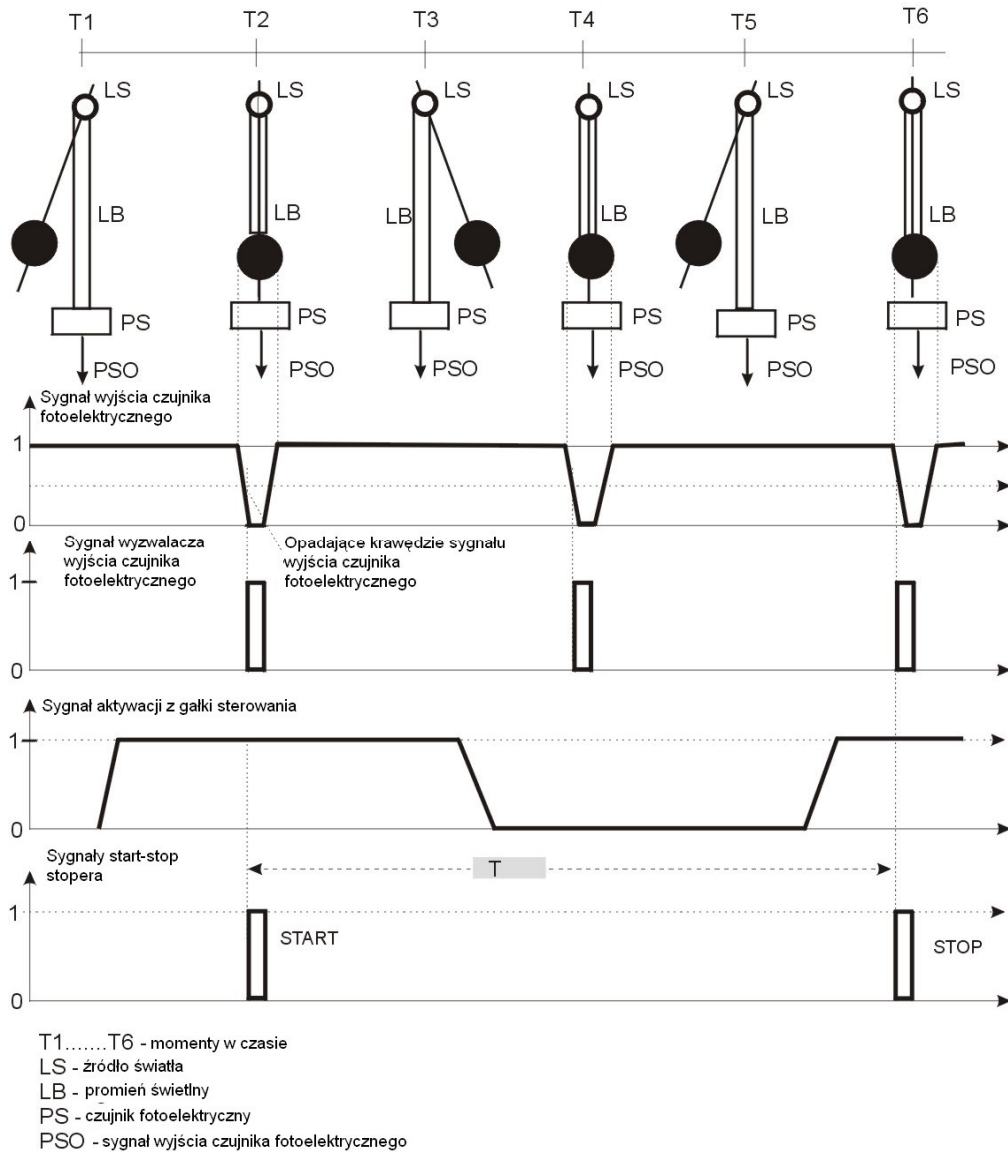 T1 T2 T3 T4 T5 T6
LS LS LS LS LS LS
LB LB LB LB LB LB
PS PS PS PS PS PS
PSO PSO PSO PSO PSO PSO
Sygnał wyjścia czujnika
fotoelektrycznego
1
0
Sygnał wyzwalacza
wyjścia czujnika
fotoelektrycznego
Opadające krawędzie sygnału
wyjścia czujnika
fotoelektrycznego
1
0
Sygnał aktywacji z gałki sterowania
1
0
Sygnały start-stop
stopera
T
1
START
STOP
0
T1.......T6 - momenty w czasie
LS - źródło światła
LB - promień świetlny
PS - czujnik fotoelektryczny
PSO - sygnał wyjścia czujnika fotoelektrycznego